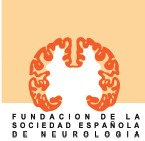 FUNDACION DE LA
SOCIEDAD ESPAÑOLA
DE NEUROLOGIA